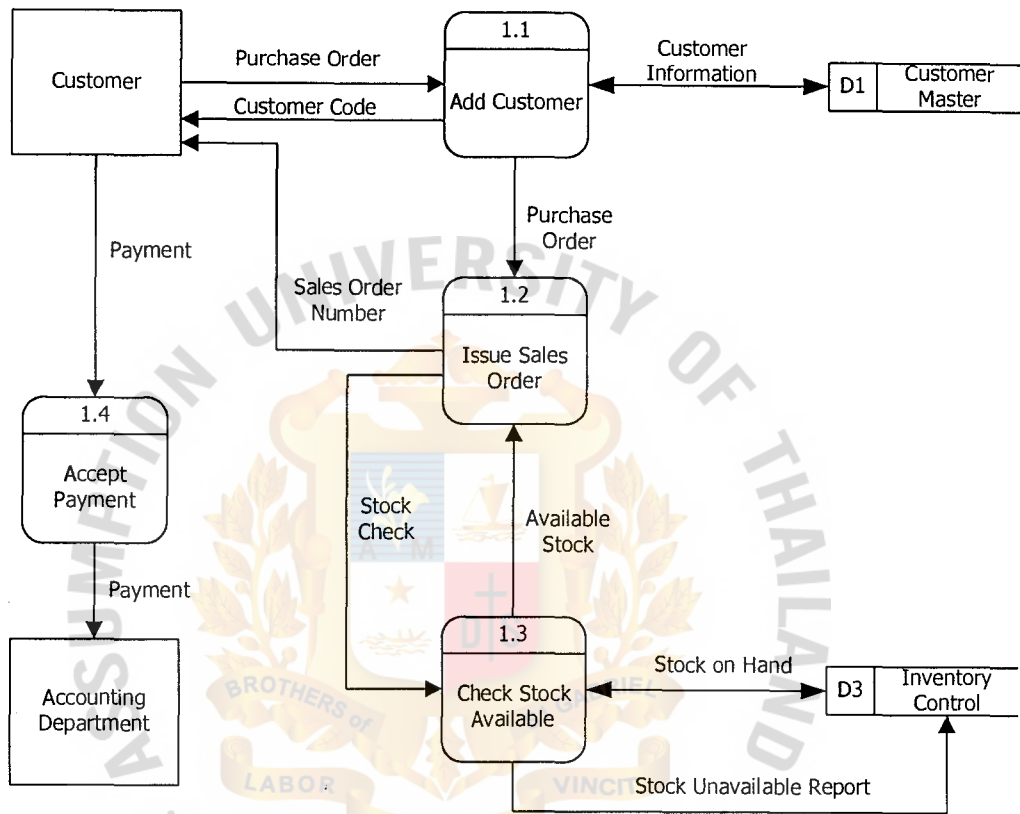 1.1
Customer
Purchase Order
Add Customer
Customer
Information
D1
Customer
Master
Customer Code
Purchase
Order
Payment
Sales Order
Number
1.2
Issue Sales
Order
1.4
Accept
Payment
Stock
Check
Available
Stock
Payment
1.3
Check Stock
Available
Stock on Hand
D3
Inventory
Control
Accounting
Department
Stock Unavailable Report
ASSUMPTION UNIVERSITY OF THAILAND
A M
D S
BROTHERS of
GABRIEL
LABOR
VINCIT